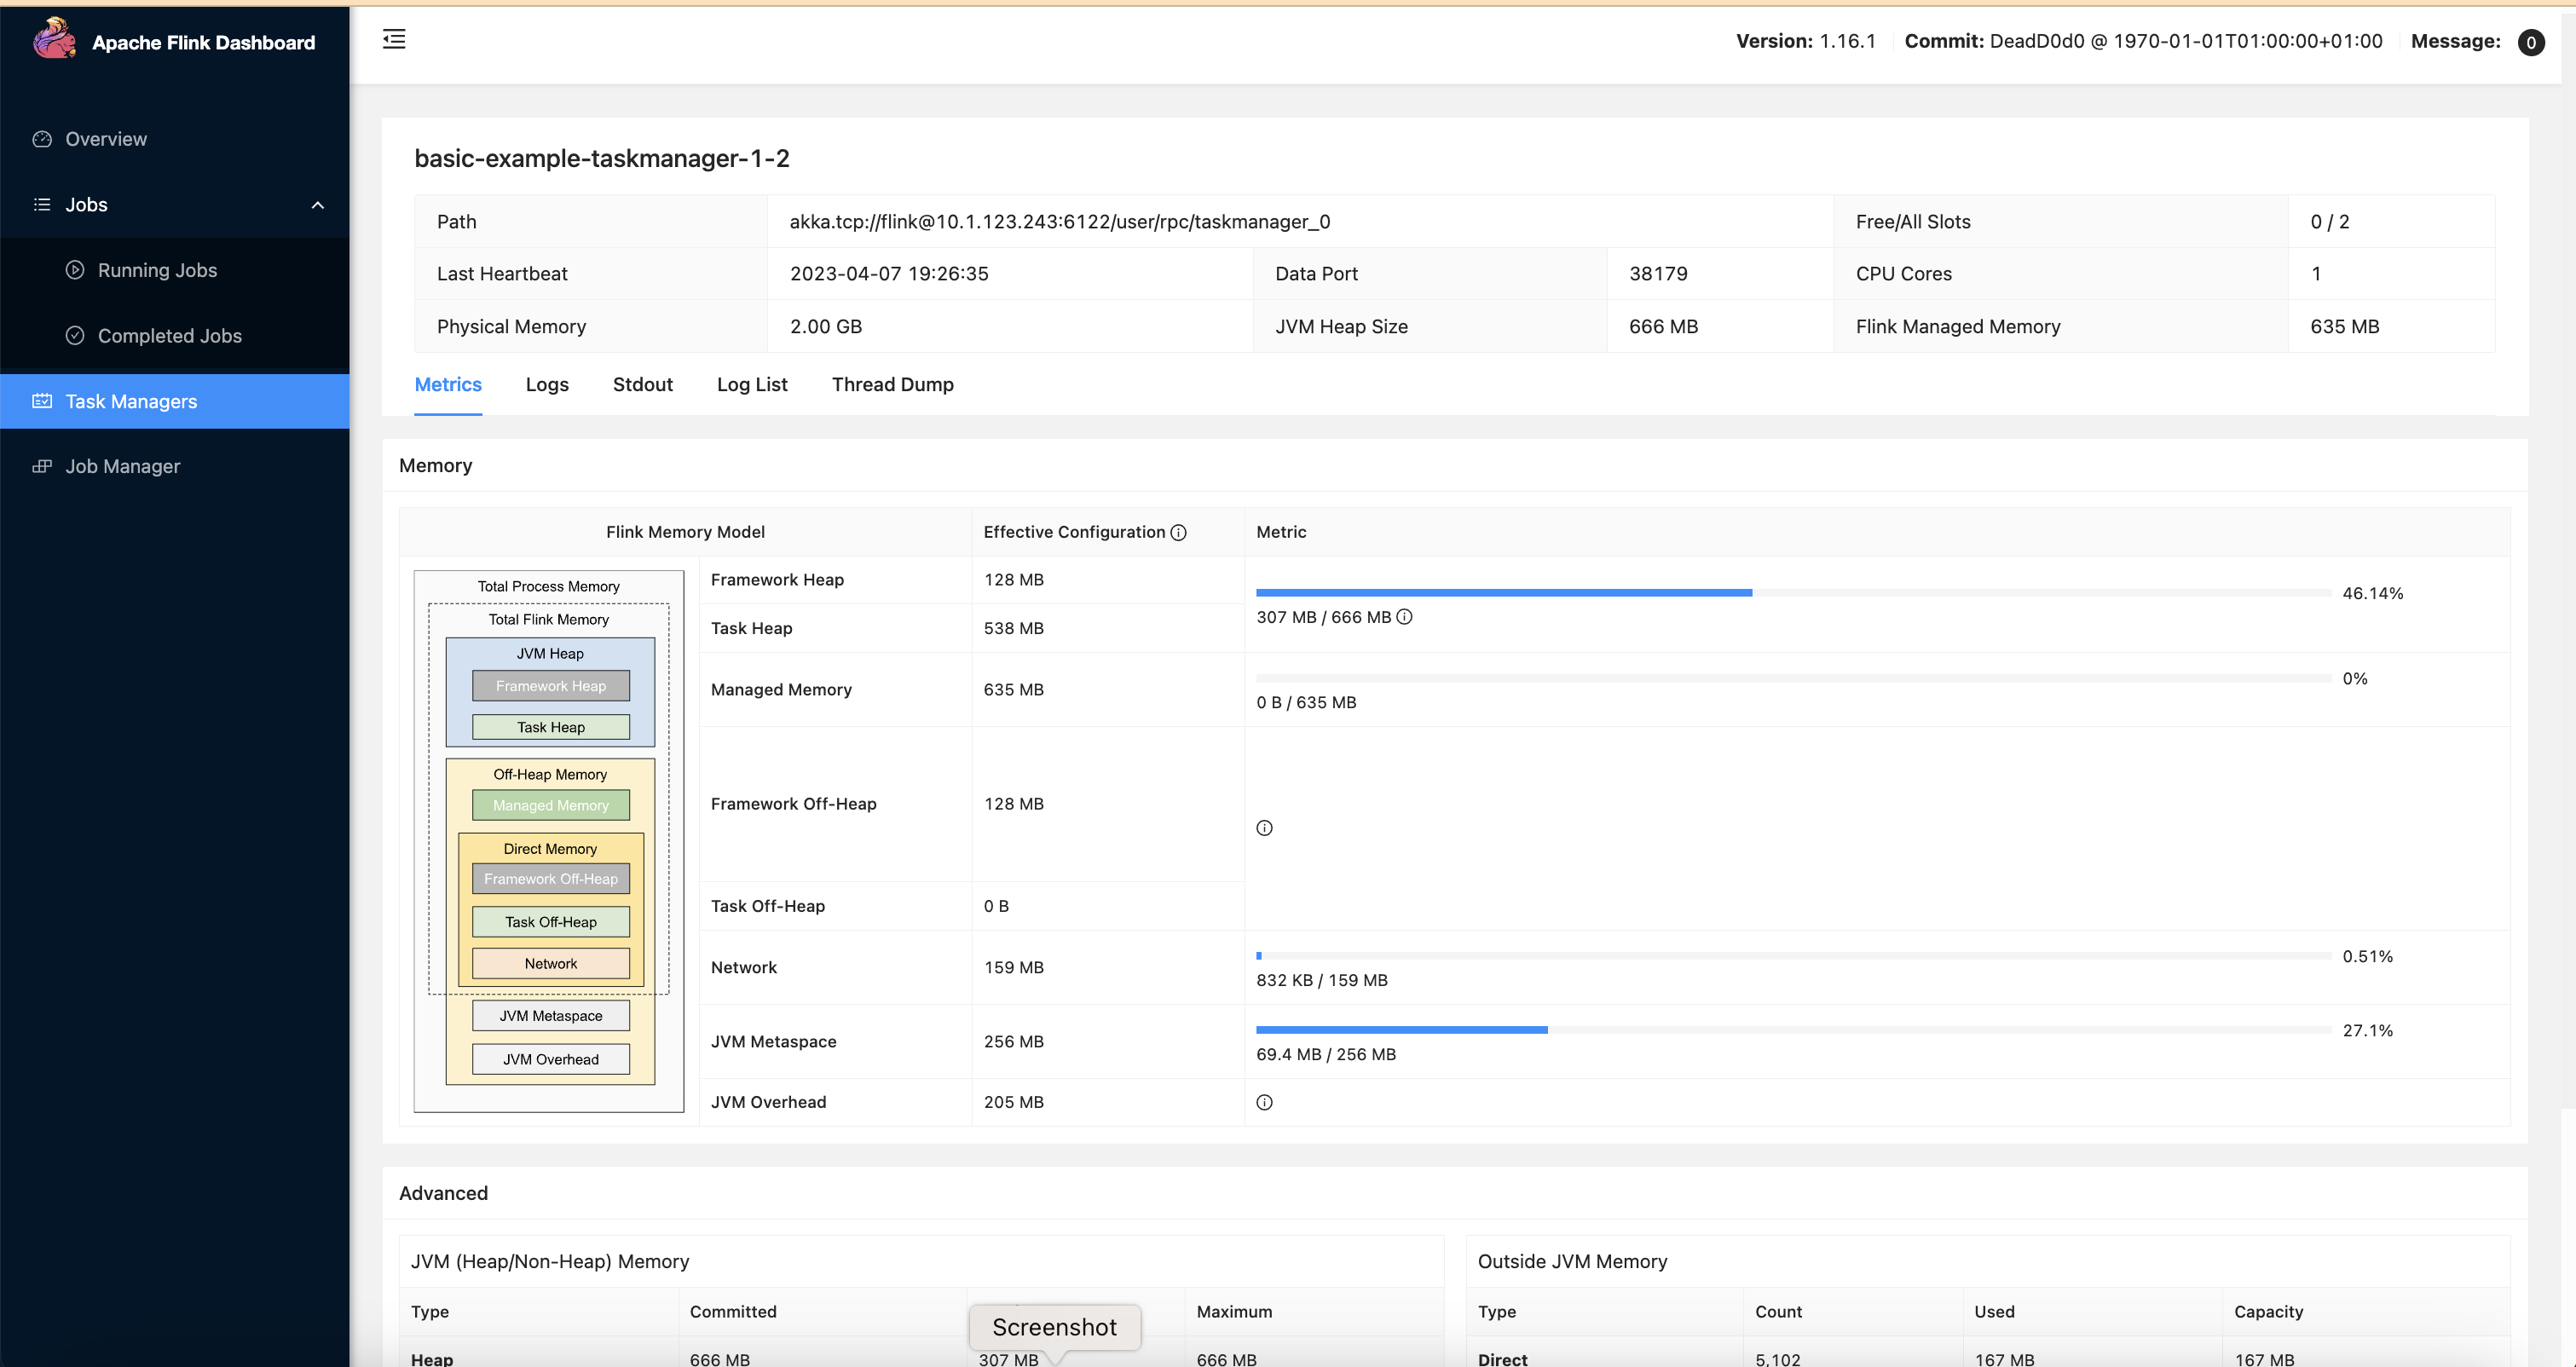 Apache Flink Dashboard
Version: 1.16.1 Commit: DeadD0d0 @ 1970-01-01T01:00:00+01:00 Message: 0
Overview
Jobs
Running Jobs
Completed Jobs
Task Managers
Job Manager
basic-example-taskmanager-1-2
Path akka.tcp://flink@10.1.123.243:6122/user/rpc/taskmanager_0 Free/All Slots 0 / 2
Last Heartbeat 2023-04-07 19:26:35 Data Port 38179 CPU Cores 1
Physical Memory 2.00 GB JVM Heap Size 666 MB Flink Managed Memory 635 MB
Metrics Logs Stdout Log List Thread Dump
Memory
Flink Memory Model Effective Configuration Metric
Total Process Memory
Total Flink Memory
JVM Heap
Framework Heap
Task Heap
Off-Heap Memory
Managed Memory
Direct Memory
Framework Off-Heap
Task Off-Heap
Network
JVM Metaspace
JVM Overhead
Framework Heap 128 MB
46.14%
307 MB / 666 MB
Task Heap 538 MB
Managed Memory 635 MB
0%
0 B / 635 MB
Framework Off-Heap 128 MB
Task Off-Heap 0 B
Network 159 MB
0.51%
832 KB / 159 MB
JVM Metaspace 256 MB
27.1%
69.4 MB / 256 MB
JVM Overhead 205 MB
Advanced
JVM (Heap/Non-Heap) Memory
Type Committed Maximum
Heap 666 MB 307 MB 666 MB
Screenshot
Outside JVM Memory
Type Count Used Capacity
Direct 5,102 167 MB 167 MB